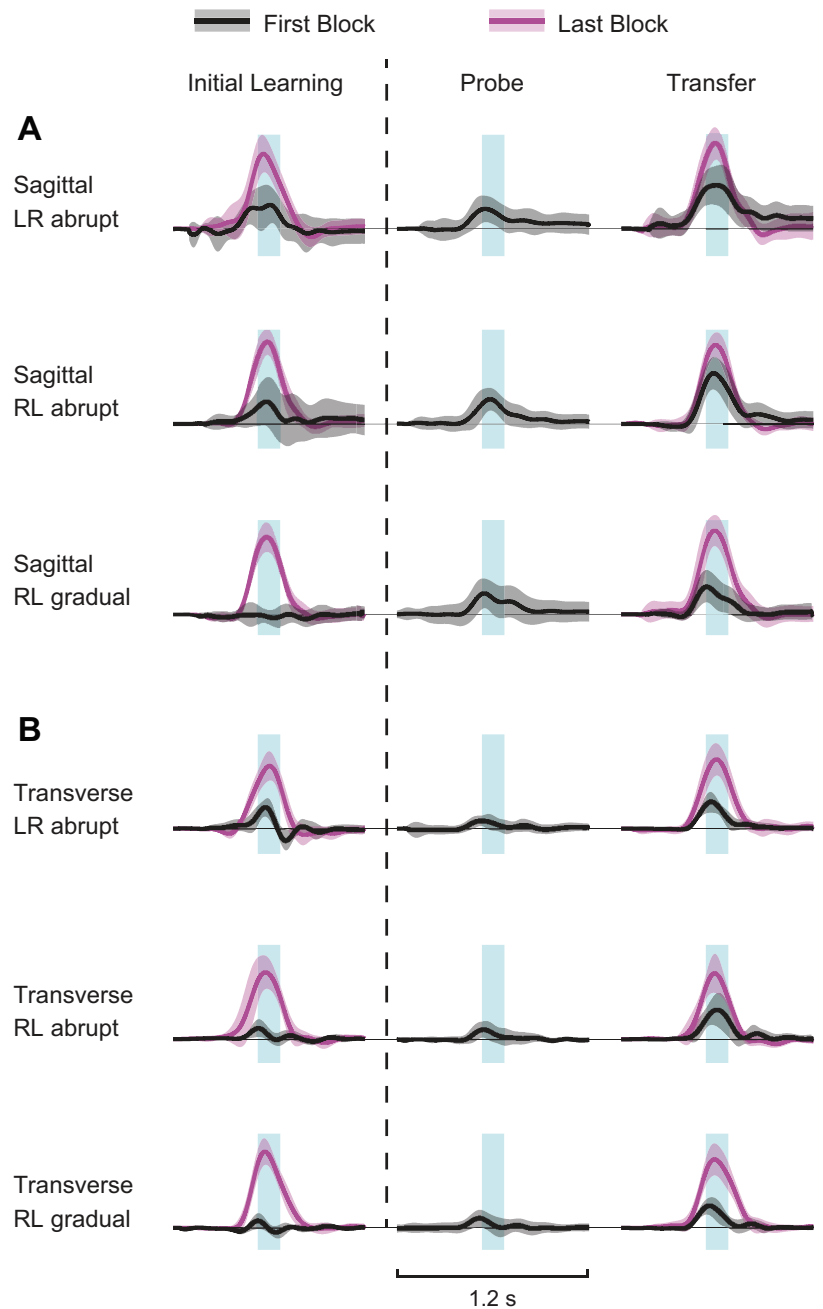 First Block
Last Block
Initial Learning
Probe
Transfer
A
Sagittal
LR abrupt
Sagittal
RL abrupt
Sagittal
RL gradual
B
Transverse
LR abrupt
Transverse
RL abrupt
Transverse
RL gradual
1.2 s